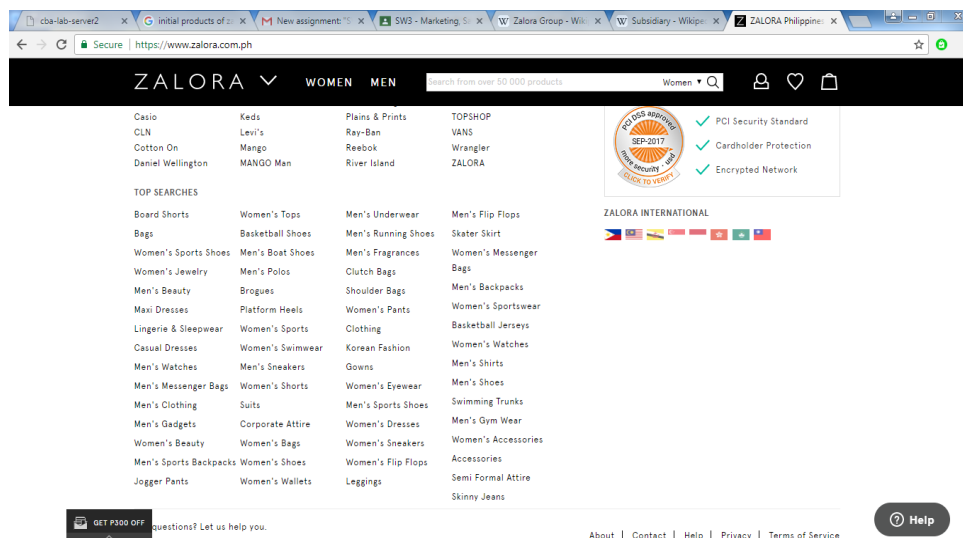 cba-lab-server2
initial products of za
New assignment: "S
SW3 - Marketing, Sa
Zalora Group - Wiki
Subsidiary - Wikiped
ZALORA Philippines
Secure https://www.zalora.com.ph
ZALORA WOMEN MEN Search from over 50 000 products Women
Casio Keds Plains & Prints TOPSHOP
CLN Levi's Ray-Ban VANS
Cotton On Mango Reebok Wrangler
Daniel Wellington MANGO Man River Island ZALORA
PCI DSS approved
SEP-2017
more security - usd
CLICK TO VERIFY
PCI Security Standard
Cardholder Protection
Encrypted Network
TOP SEARCHES
Board Shorts
Bags
Women's Sports Shoes
Women's Jewelry
Men's Beauty
Maxi Dresses
Lingerie & Sleepwear
Casual Dresses
Men's Watches
Men's Messenger Bags
Men's Clothing
Men's Gadgets
Women's Beauty
Men's Sports Backpacks
Jogger Pants
Women's Tops
Basketball Shoes
Men's Boat Shoes
Men's Polos
Brogues
Platform Heels
Women's Sports
Women's Swimwear
Men's Sneakers
Women's Shorts
Suits
Corporate Attire
Women's Bags
Women's Shoes
Women's Wallets
Men's Underwear
Men's Running Shoes
Men's Fragrances
Clutch Bags
Shoulder Bags
Women's Pants
Clothing
Korean Fashion
Gowns
Women's Eyewear
Men's Sports Shoes
Women's Dresses
Women's Sneakers
Women's Flip Flops
Leggings
Men's Flip Flops
Skater Skirt
Women's Messenger
Bags
Men's Backpacks
Women's Sportswear
Basketball Jerseys
Women's Watches
Men's Shirts
Men's Shoes
Swimming Trunks
Men's Gym Wear
Women's Accessories
Accessories
Semi Formal Attire
Skinny Jeans
ZALORA INTERNATIONAL
GET P300 OFF
questions? Let us help you.
About | Contact | Help | Privacy | Terms of Service
Help